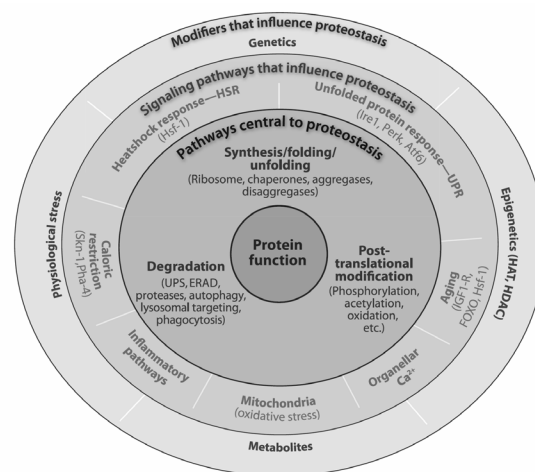 Modifiers that influence proteostasis
Genetics
Signaling pathways that influence proteostasis
Heatshock response—HSR
(Hsf-1)
Unfolded protein response—UPR
(Ire1, Perk, Atf6)
Pathways central to proteostasis
Synthesis/folding/
unfolding
(Ribosome, chaperones, aggregases,
disaggregases)
Physiological stress
Caloric
restriction
(Skn-1,Pha-4)
Protein
function
Degradation
(UPS, ERAD,
proteases, autophagy,
lysosomal targeting,
phagocytosis)
Post-
translational
modification
(Phosphorylation,
acetylation,
oxidation,
etc.)
Aging
(IGF1-R,
FOXO, Hsf-1)
Epigenetics (HAT, HDAC)
Inflammatory
pathways
Mitochondria
(oxidative stress)
Organellar
Ca²⁺
Metabolites